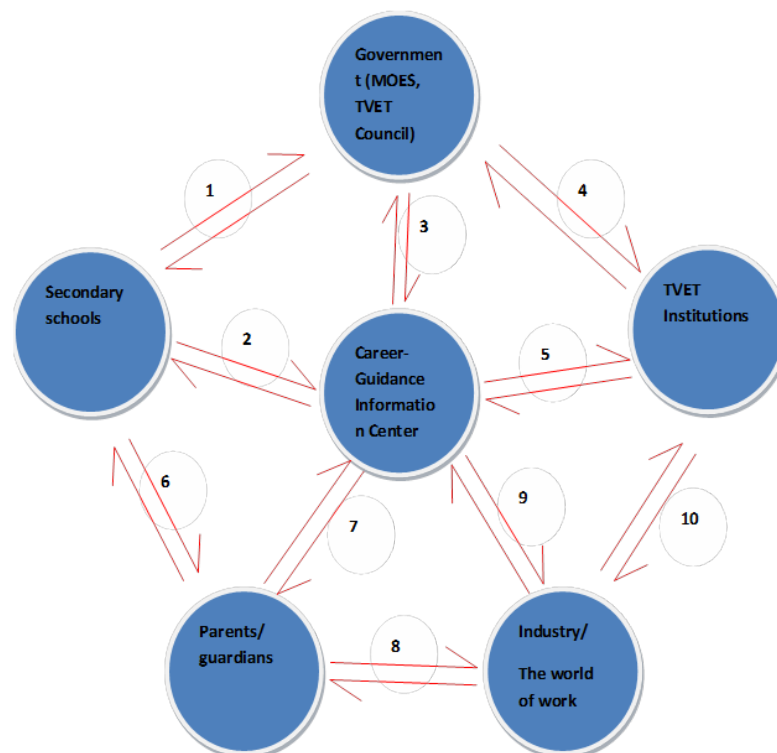 Governmen
t (MOES,
TVET
Council)
1
4
3
Secondary
schools
TVET
Institutions
2
5
Career-
Guidance
Informatio
n Center
6
7
9
10
Parents/
guardians
8
Industry/
The world
of work